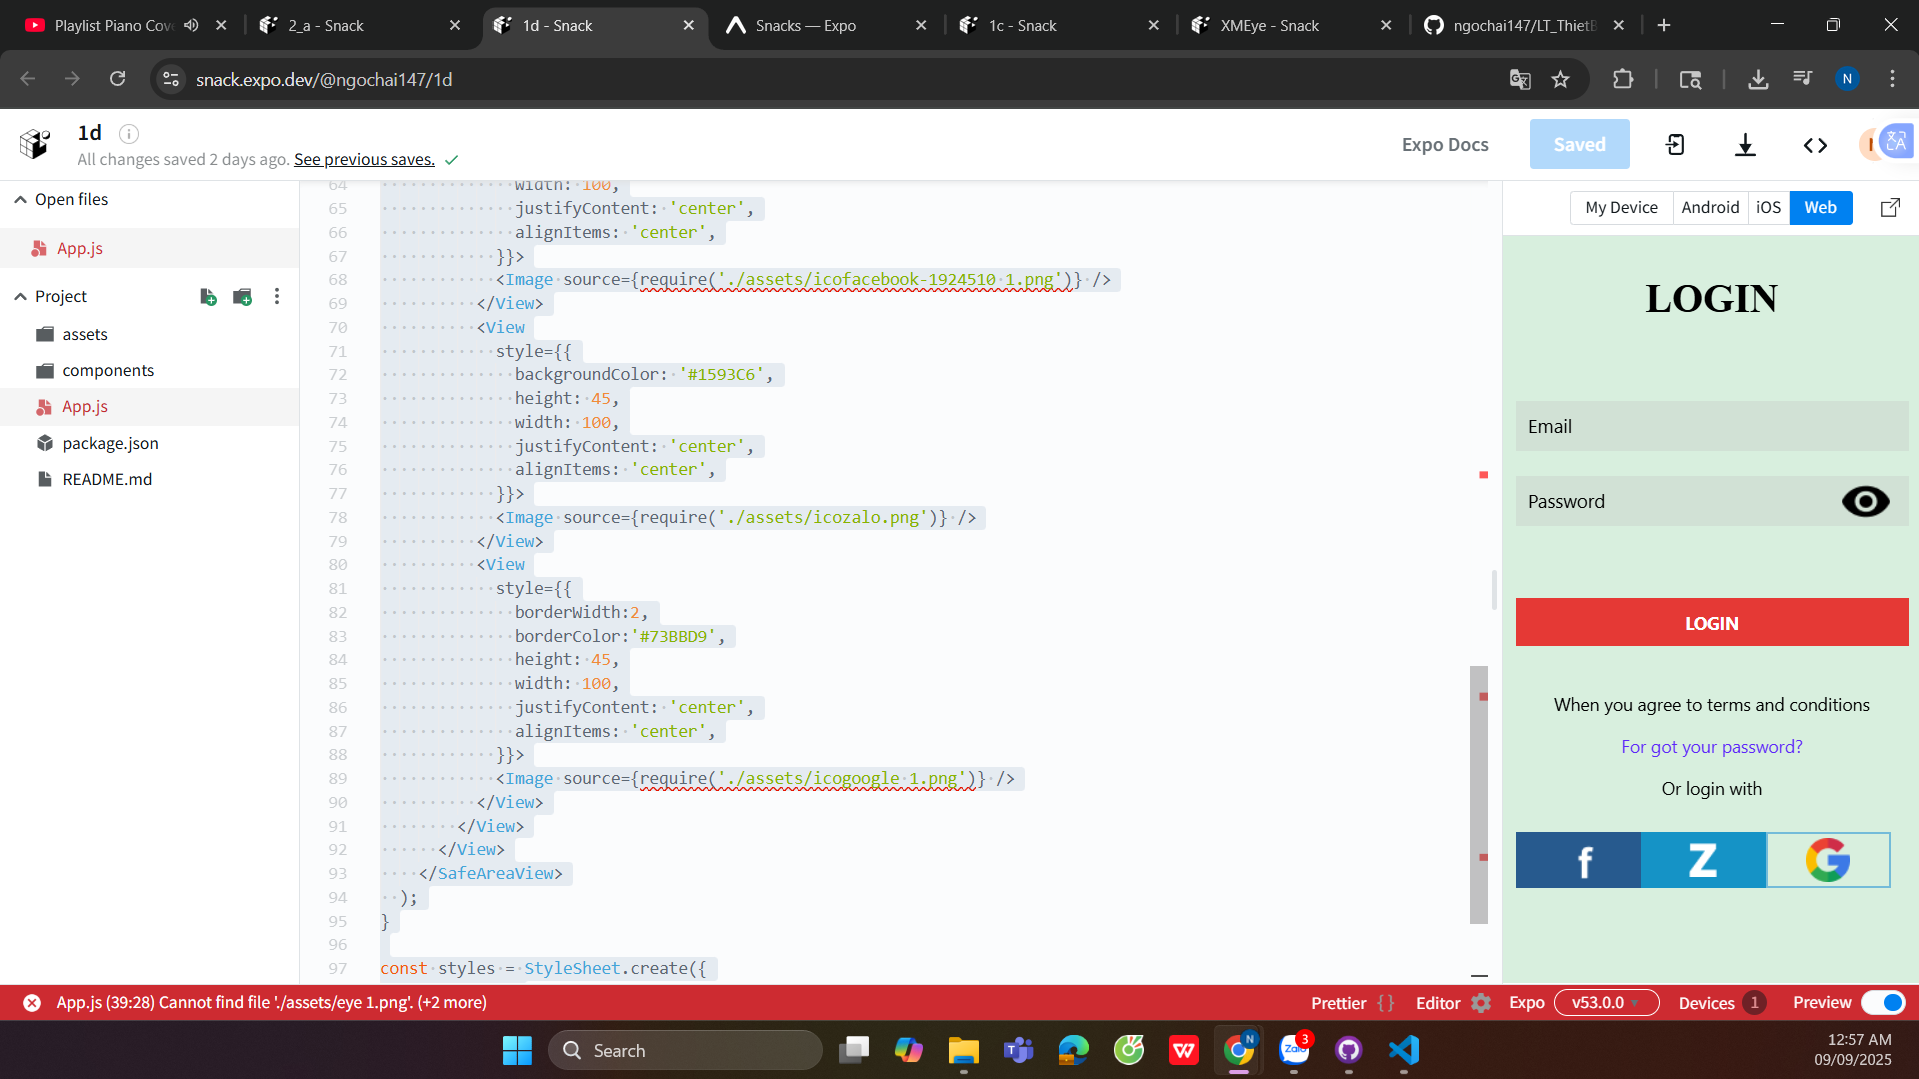 Playlist Piano Cov
2_a - Snack
1d - Snack
Snacks — Expo
1c - Snack
XMEye - Snack
ngochai147/LT_ThietB
snack.expo.dev/@ngochai147/1d
N
1d
All changes saved 2 days ago. See previous saves.
Expo Docs
Saved
Open files
App.js
Project
assets
components
App.js
package.json
README.md
64 width: 100,
65 justifyContent: 'center',
66 alignItems: 'center',
67 }}>
68 <Image source={require('./assets/icofacebook-1924510 1.png')} />
69 </View>
70 <View
71 style={{
72 backgroundColor: '#1593C6',
73 height: 45,
74 width: 100,
75 justifyContent: 'center',
76 alignItems: 'center',
77 }}>
78 <Image source={require('./assets/icozalo.png')} />
79 </View>
80 <View
81 style={{
82 borderWidth:2,
83 borderColor:'#73BBD9',
84 height: 45,
85 width: 100,
86 justifyContent: 'center',
87 alignItems: 'center',
88 }}>
89 <Image source={require('./assets/icogoogle 1.png')} />
90 </View>
91 </View>
92 </View>
93 </SafeAreaView>
94 );
95 }
96
97 const styles = StyleSheet.create({
My Device
Android
iOS
Web
LOGIN
Email
Password
LOGIN
When you agree to terms and conditions
For got your password?
Or login with
f
Z
G
App.js (39:28) Cannot find file './assets/eye 1.png'. (+2 more)
Prettier { }
Editor
Expo
v53.0.0
Devices 1
Preview
Search
N
Zalo
3
12:57 AM
09/09/2025